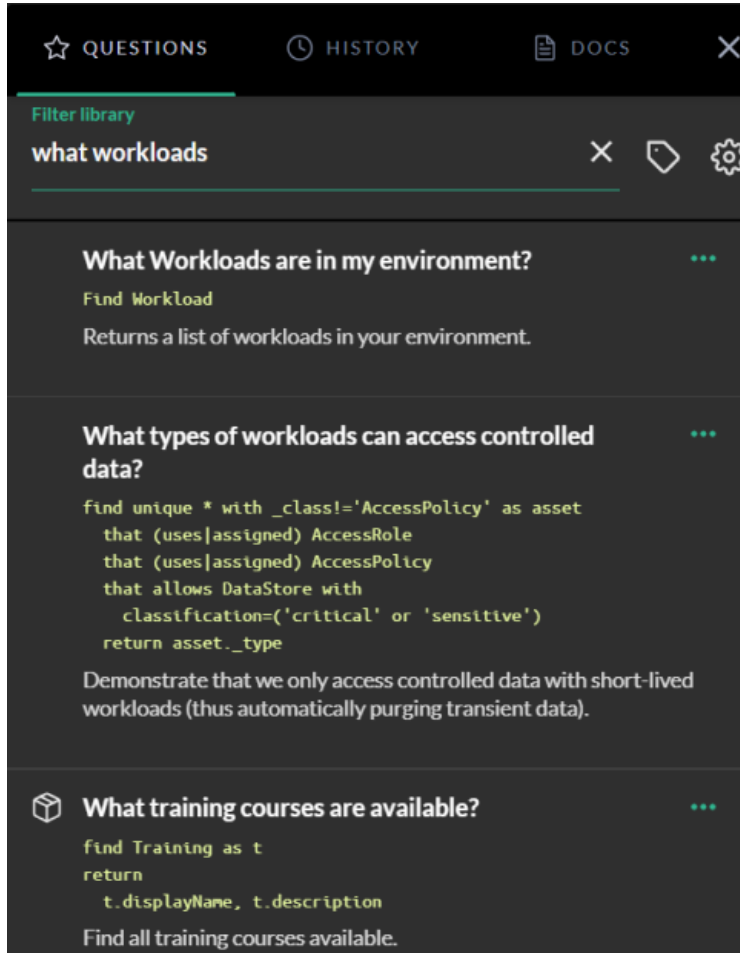 QUESTIONS HISTORY DOCS
Filter library
what workloads
What Workloads are in my environment?
Find Workload
Returns a list of workloads in your environment.
What types of workloads can access controlled
data?
find unique * with _class!='AccessPolicy' as asset
that (uses|assigned) AccessRole
that (uses|assigned) AccessPolicy
that allows DataStore with
classification=('critical' or 'sensitive')
return asset._type
Demonstrate that we only access controlled data with short-lived
workloads (thus automatically purging transient data).
What training courses are available?
find Training as t
return
t.displayName, t.description
Find all training courses available.